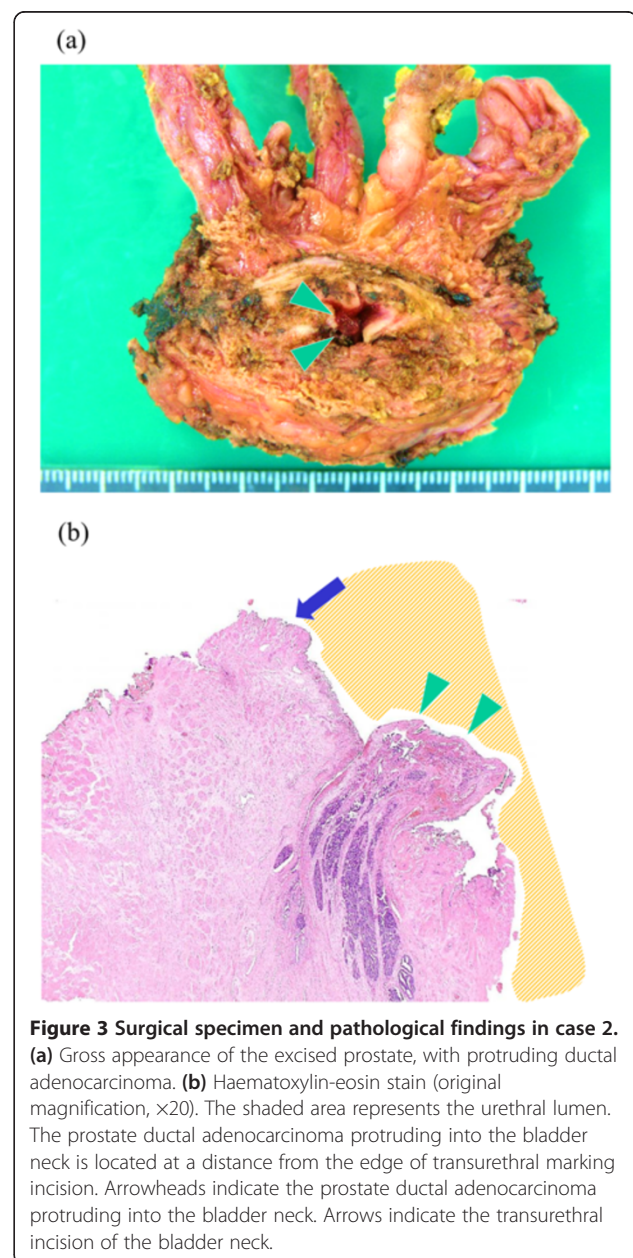 (a)
(b)
Figure 3 Surgical specimen and pathological findings in case 2.
(a) Gross appearance of the excised prostate, with protruding ductal
adenocarcinoma. (b) Haematoxylin-eosin stain (original
magnification, ×20). The shaded area represents the urethral lumen.
The prostate ductal adenocarcinoma protruding into the bladder
neck is located at a distance from the edge of transurethral marking
incision. Arrowheads indicate the prostate ductal adenocarcinoma
protruding into the bladder neck. Arrows indicate the transurethral
incision of the bladder neck.